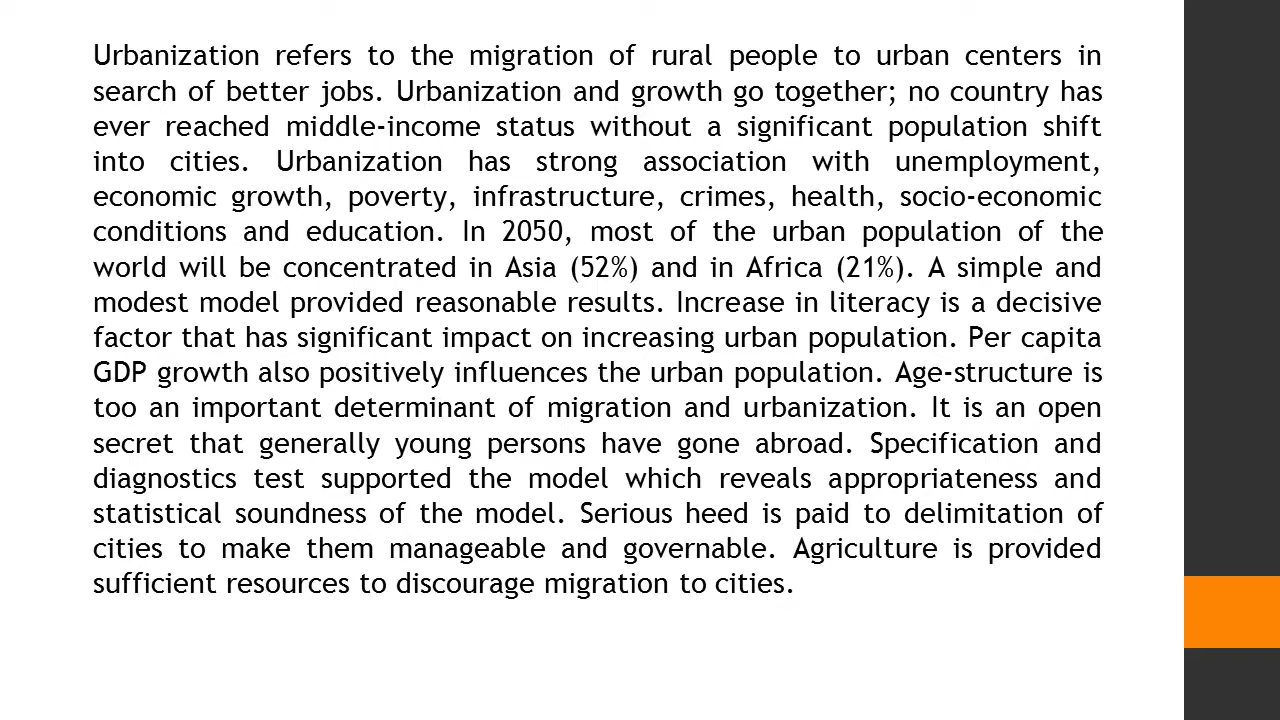 Urbanization refers to the migration of rural people to urban centers in
search of better jobs. Urbanization and growth go together; no country has
ever reached middle-income status without a significant population shift
into cities. Urbanization has strong association with unemployment,
economic growth, poverty, infrastructure, crimes, health, socio-economic
conditions and education. In 2050, most of the urban population of the
world will be concentrated in Asia (52%) and in Africa (21%). A simple and
modest model provided reasonable results. Increase in literacy is a decisive
factor that has significant impact on increasing urban population. Per capita
GDP growth also positively influences the urban population. Age-structure is
too an important determinant of migration and urbanization. It is an open
secret that generally young persons have gone abroad. Specification and
diagnostics test supported the model which reveals appropriateness and
statistical soundness of the model. Serious heed is paid to delimitation of
cities to make them manageable and governable. Agriculture is provided
sufficient resources to discourage migration to cities.